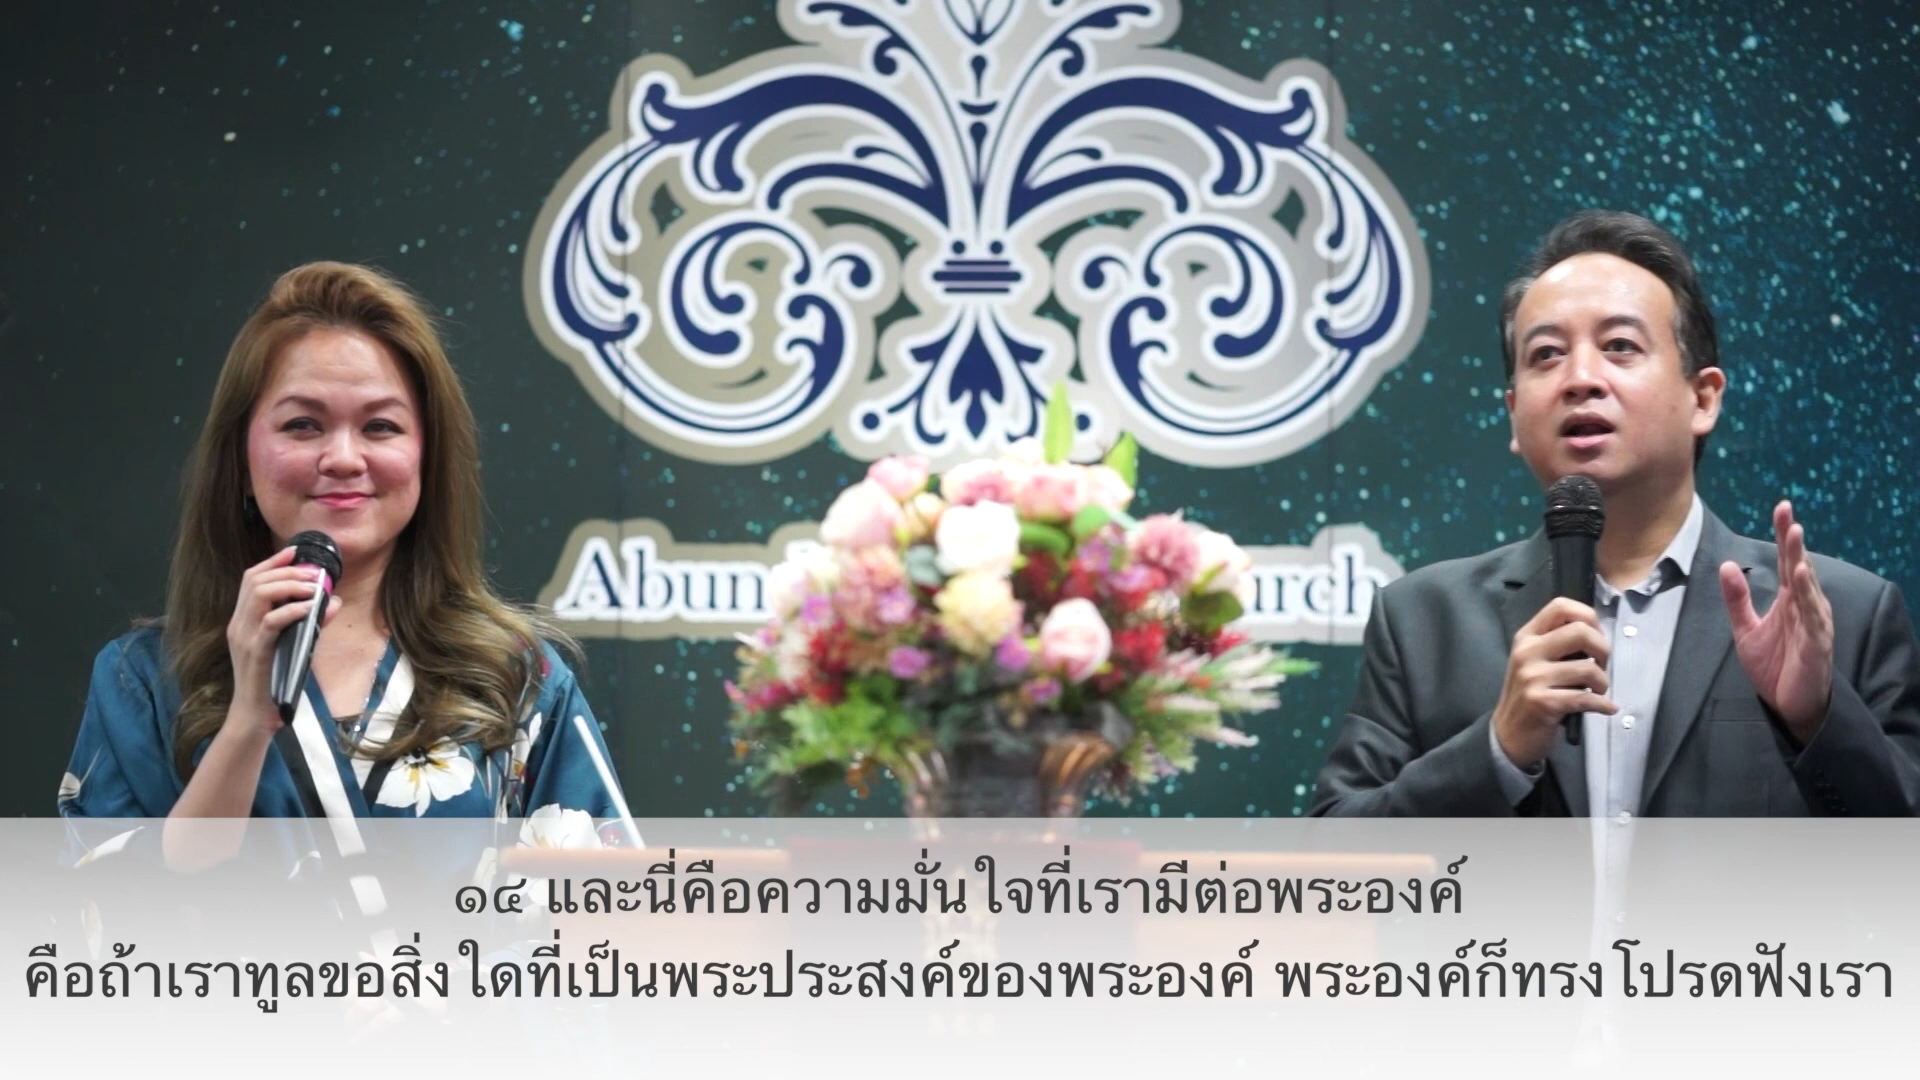 Abun urch
๑๔ และนี่คือความมั่นใจที่เรามีต่อพระองค์
คือถ้าเราทูลขอสิ่งใดที่เป็นพระประสงค์ของพระองค์ พระองค์ก็ทรงโปรดฟังเรา